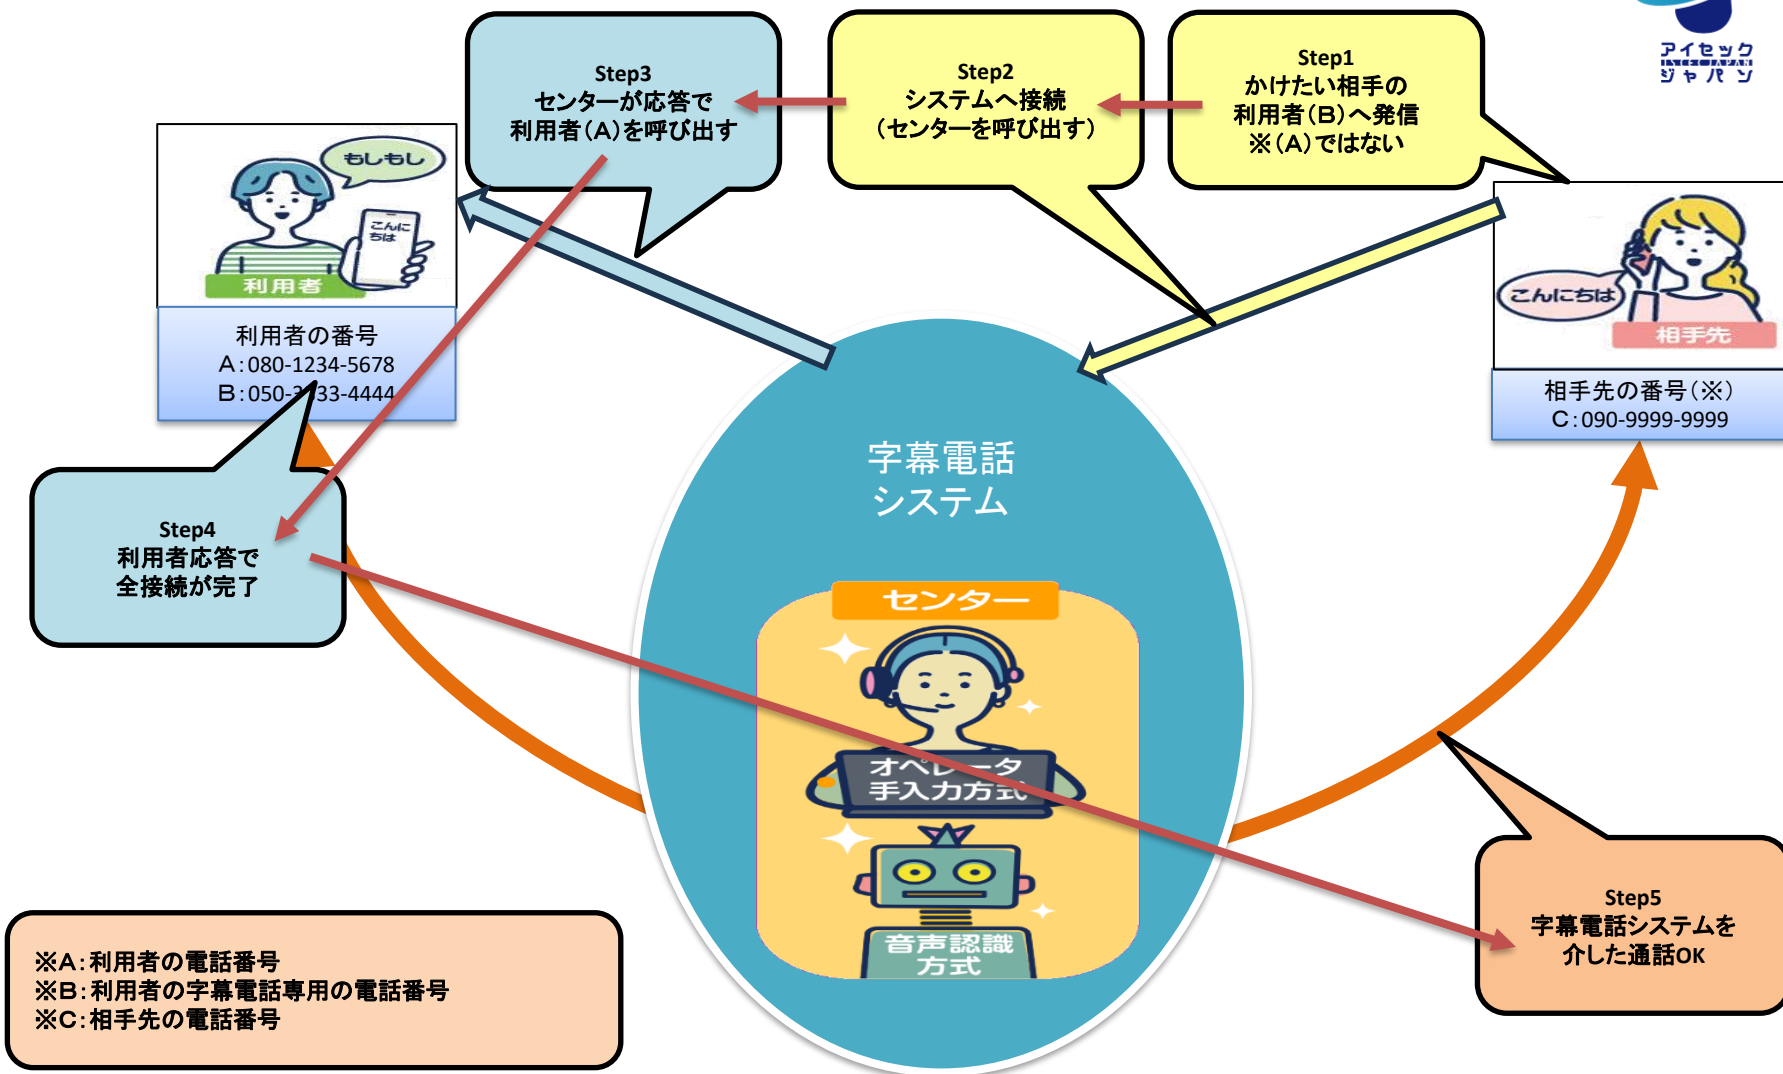 アイセック
ジャパン
Step1
かけたい相手の
利用者(B)へ発信
※(A)ではない
Step2
システムへ接続
(センターを呼び出す)
Step3
センターが応答で
利用者(A)を呼び出す
もしもし
こんに
ちは
利用者
利用者の番号
A:080-1234-5678
B:050-3333-4444
こんにちは
相手先
相手先の番号(※)
C:090-9999-9999
Step4
利用者応答で
全接続が完了
字幕電話
システム
センター
オペレータ
手入力方式
音声認識
方式
Step5
字幕電話システムを
介した通話OK
※A:利用者の電話番号
※B:利用者の字幕電話専用の電話番号
※C:相手先の電話番号